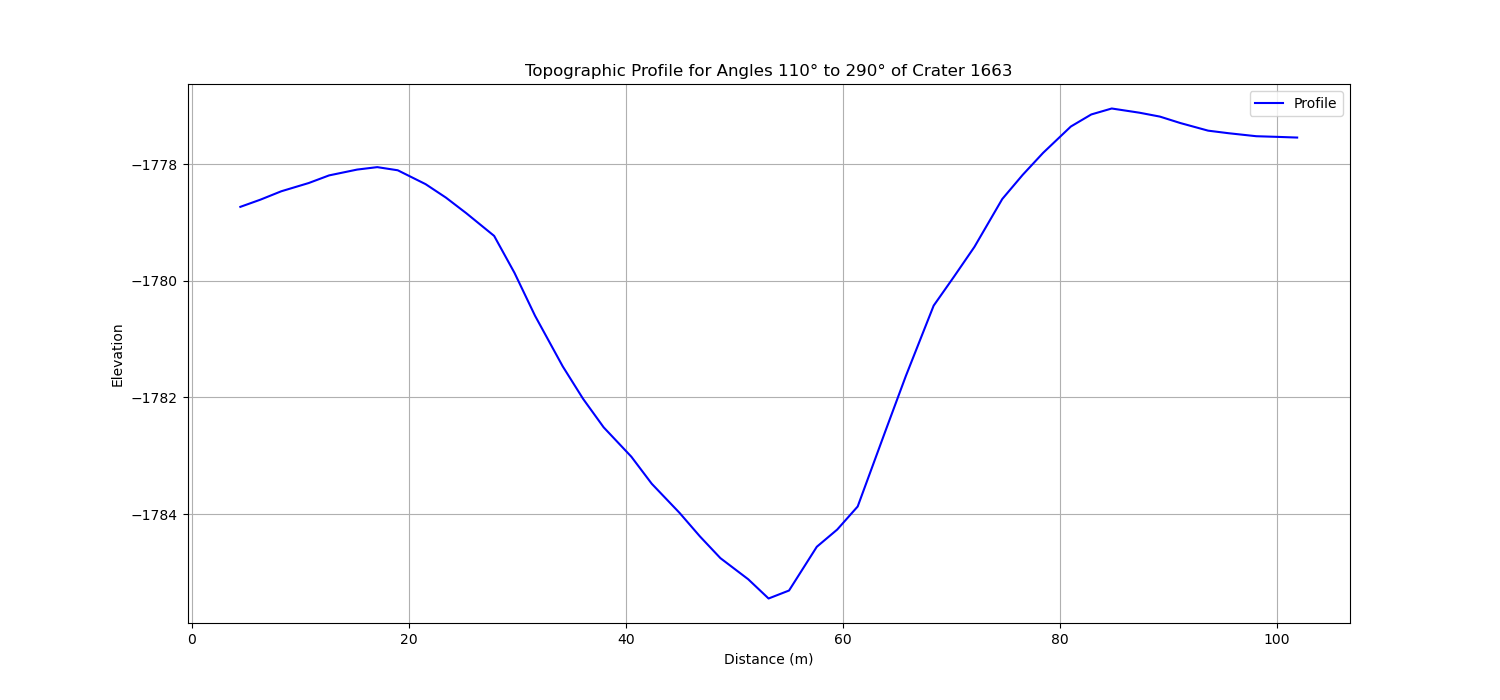 Topographic Profile for Angles 110° to 290° of Crater 1663
Profile
−1778
−1780
−1782
−1784
Elevation
0 20 40 60 80 100
Distance (m)